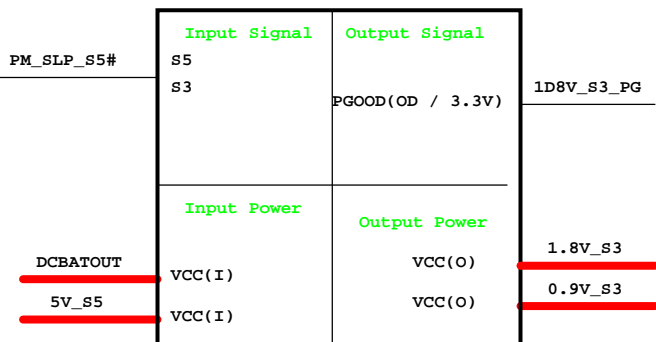 Input Signal
Output Signal
PM_SLP_S5#
S5
S3
PGOOD(OD / 3.3V)
1D8V_S3_PG
Input Power
Output Power
DCBATOUT
VCC(I)
VCC(O)
1.8V_S3
5V_S5
VCC(I)
VCC(O)
0.9V_S3